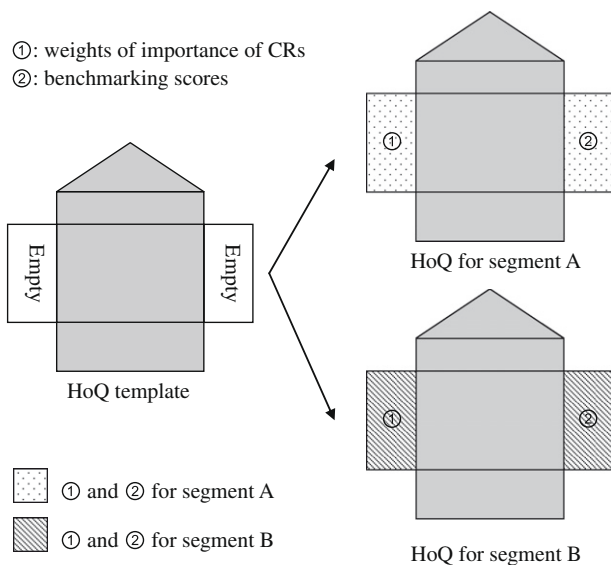 ①: weights of importance of CRs
②: benchmarking scores
Empty
Empty
HoQ template
①
②
HoQ for segment A
①
②
HoQ for segment B
① and ② for segment A
① and ② for segment B